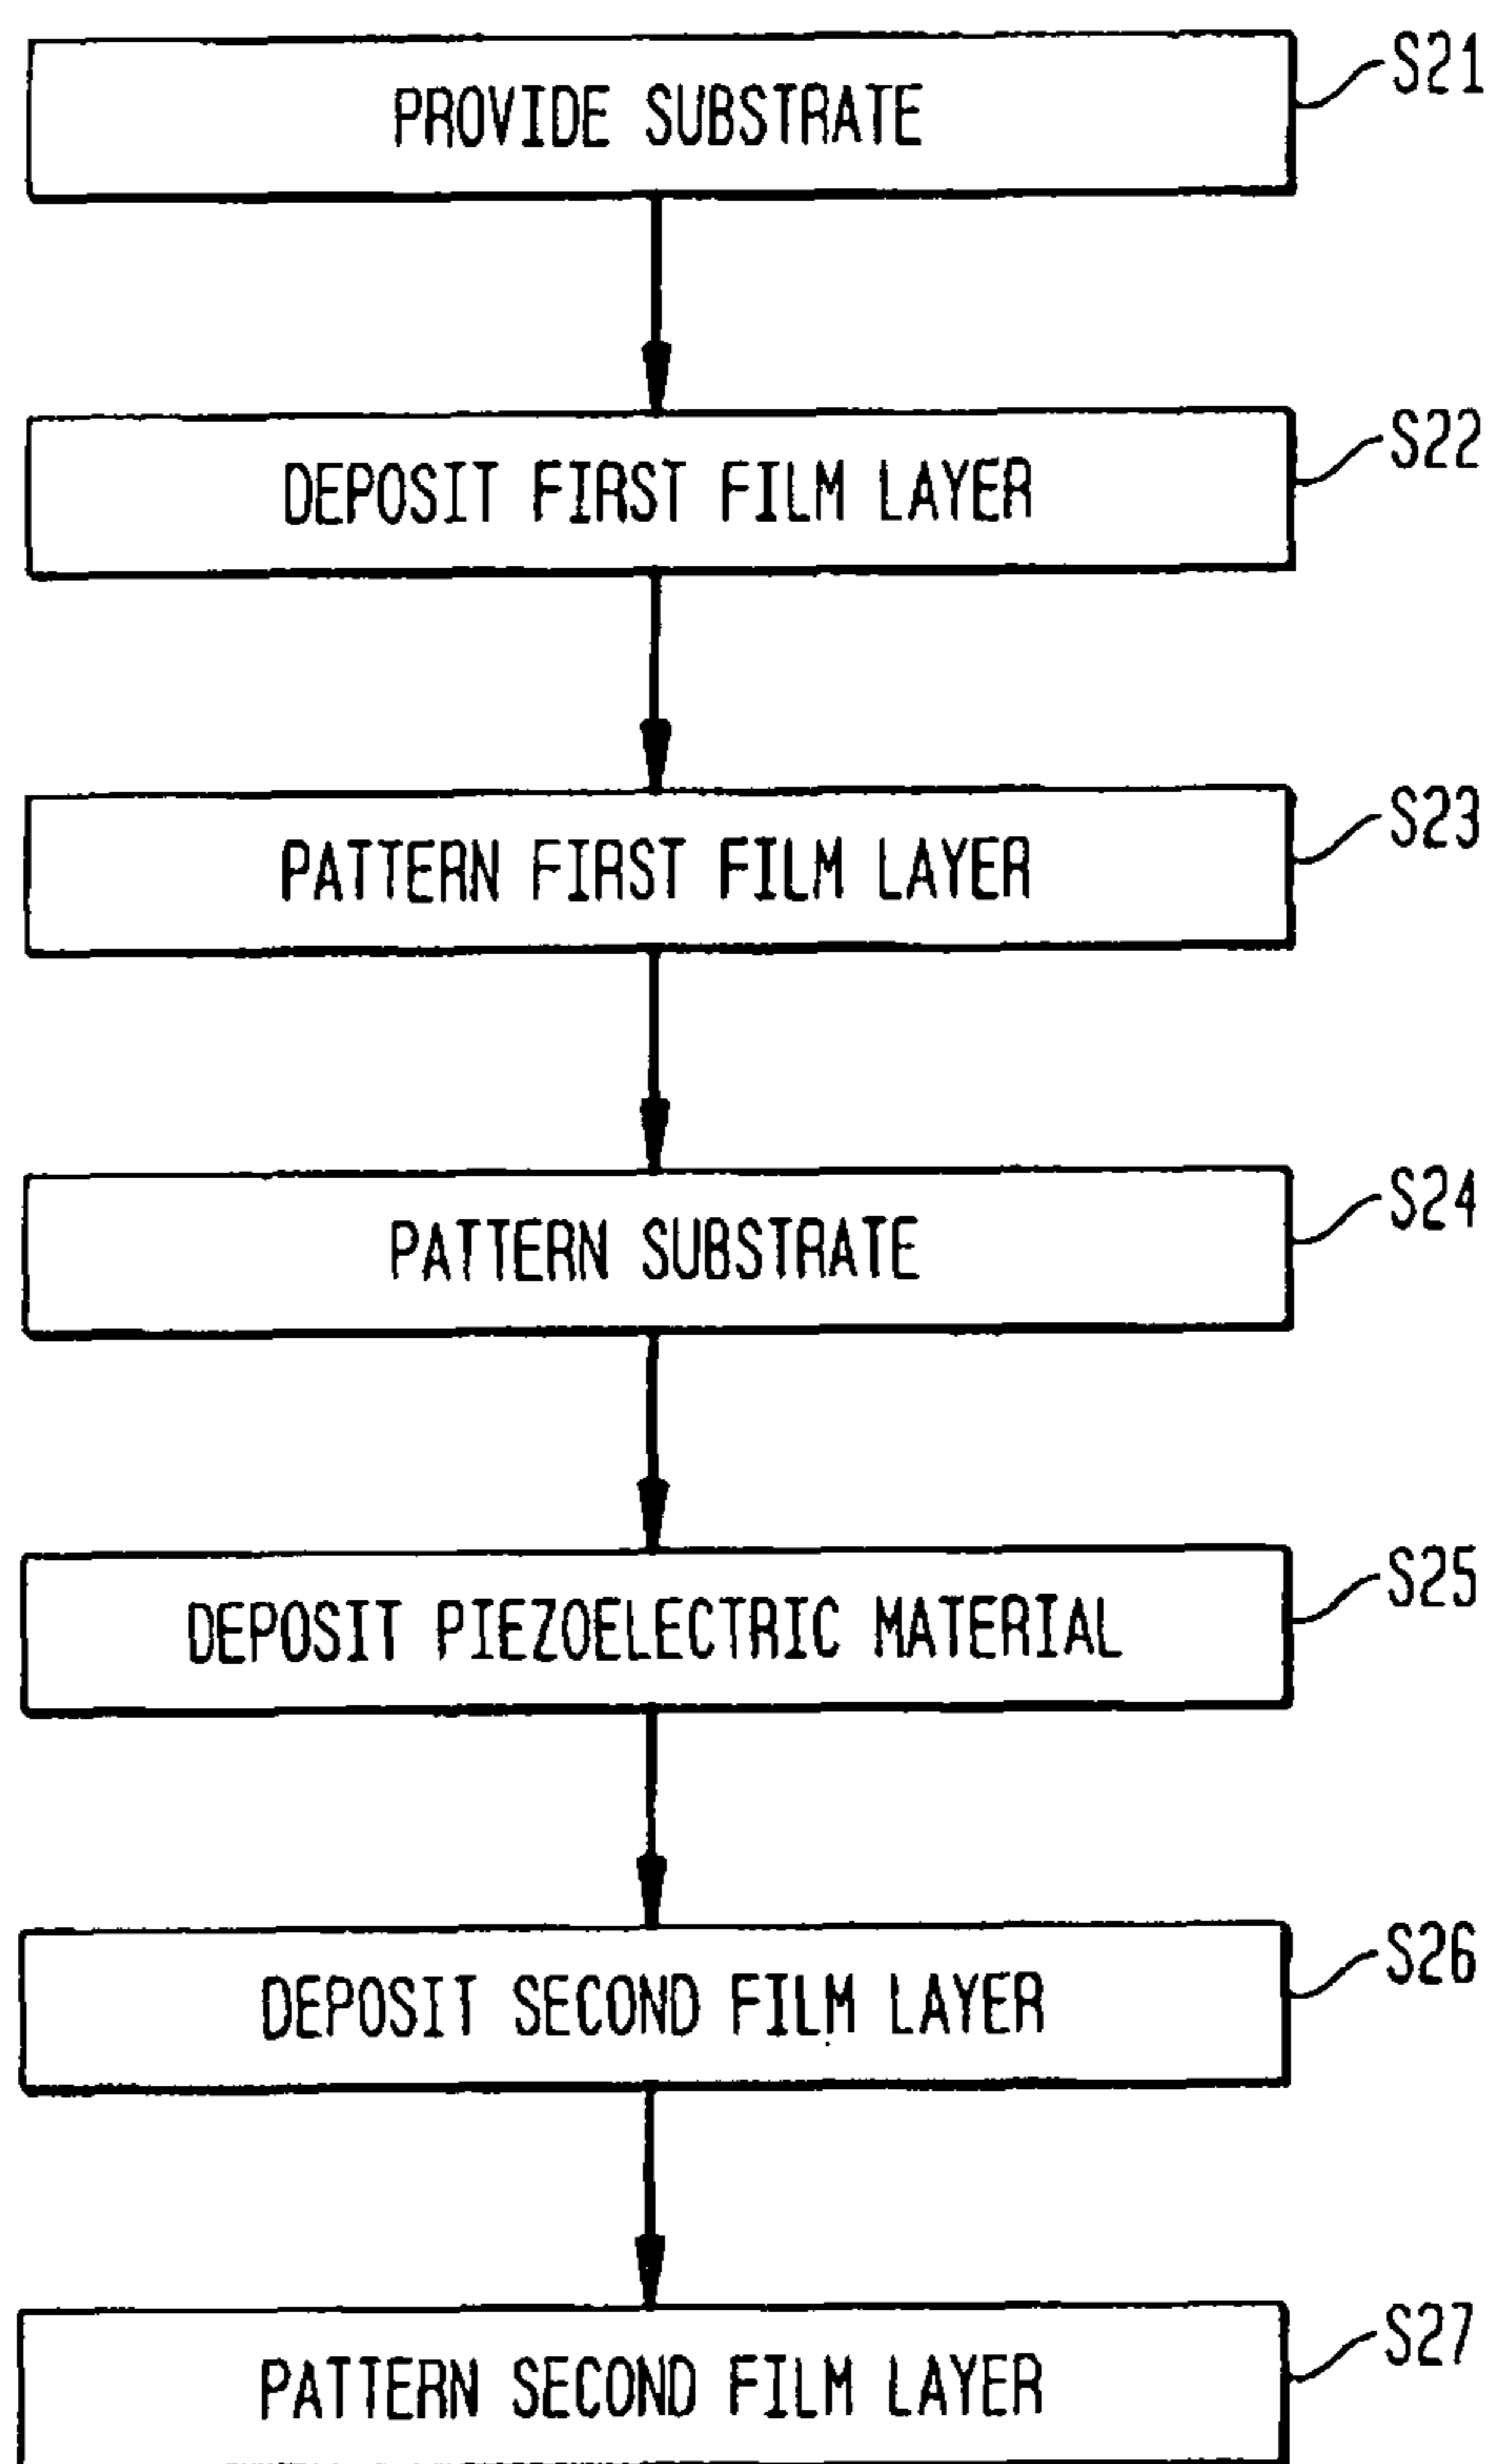 PROVIDE SUBSTRATE
S21
DEPOSIT FIRST FILM LAYER
S22
PATTERN FIRST FILM LAYER
S23
PATTERN SUBSTRATE
S24
DEPOSIT PIEZOELECTRIC MATERIAL
S25
DEPOSIT SECOND FILM LAYER
S26
PATTERN SECOND FILM LAYER
S27